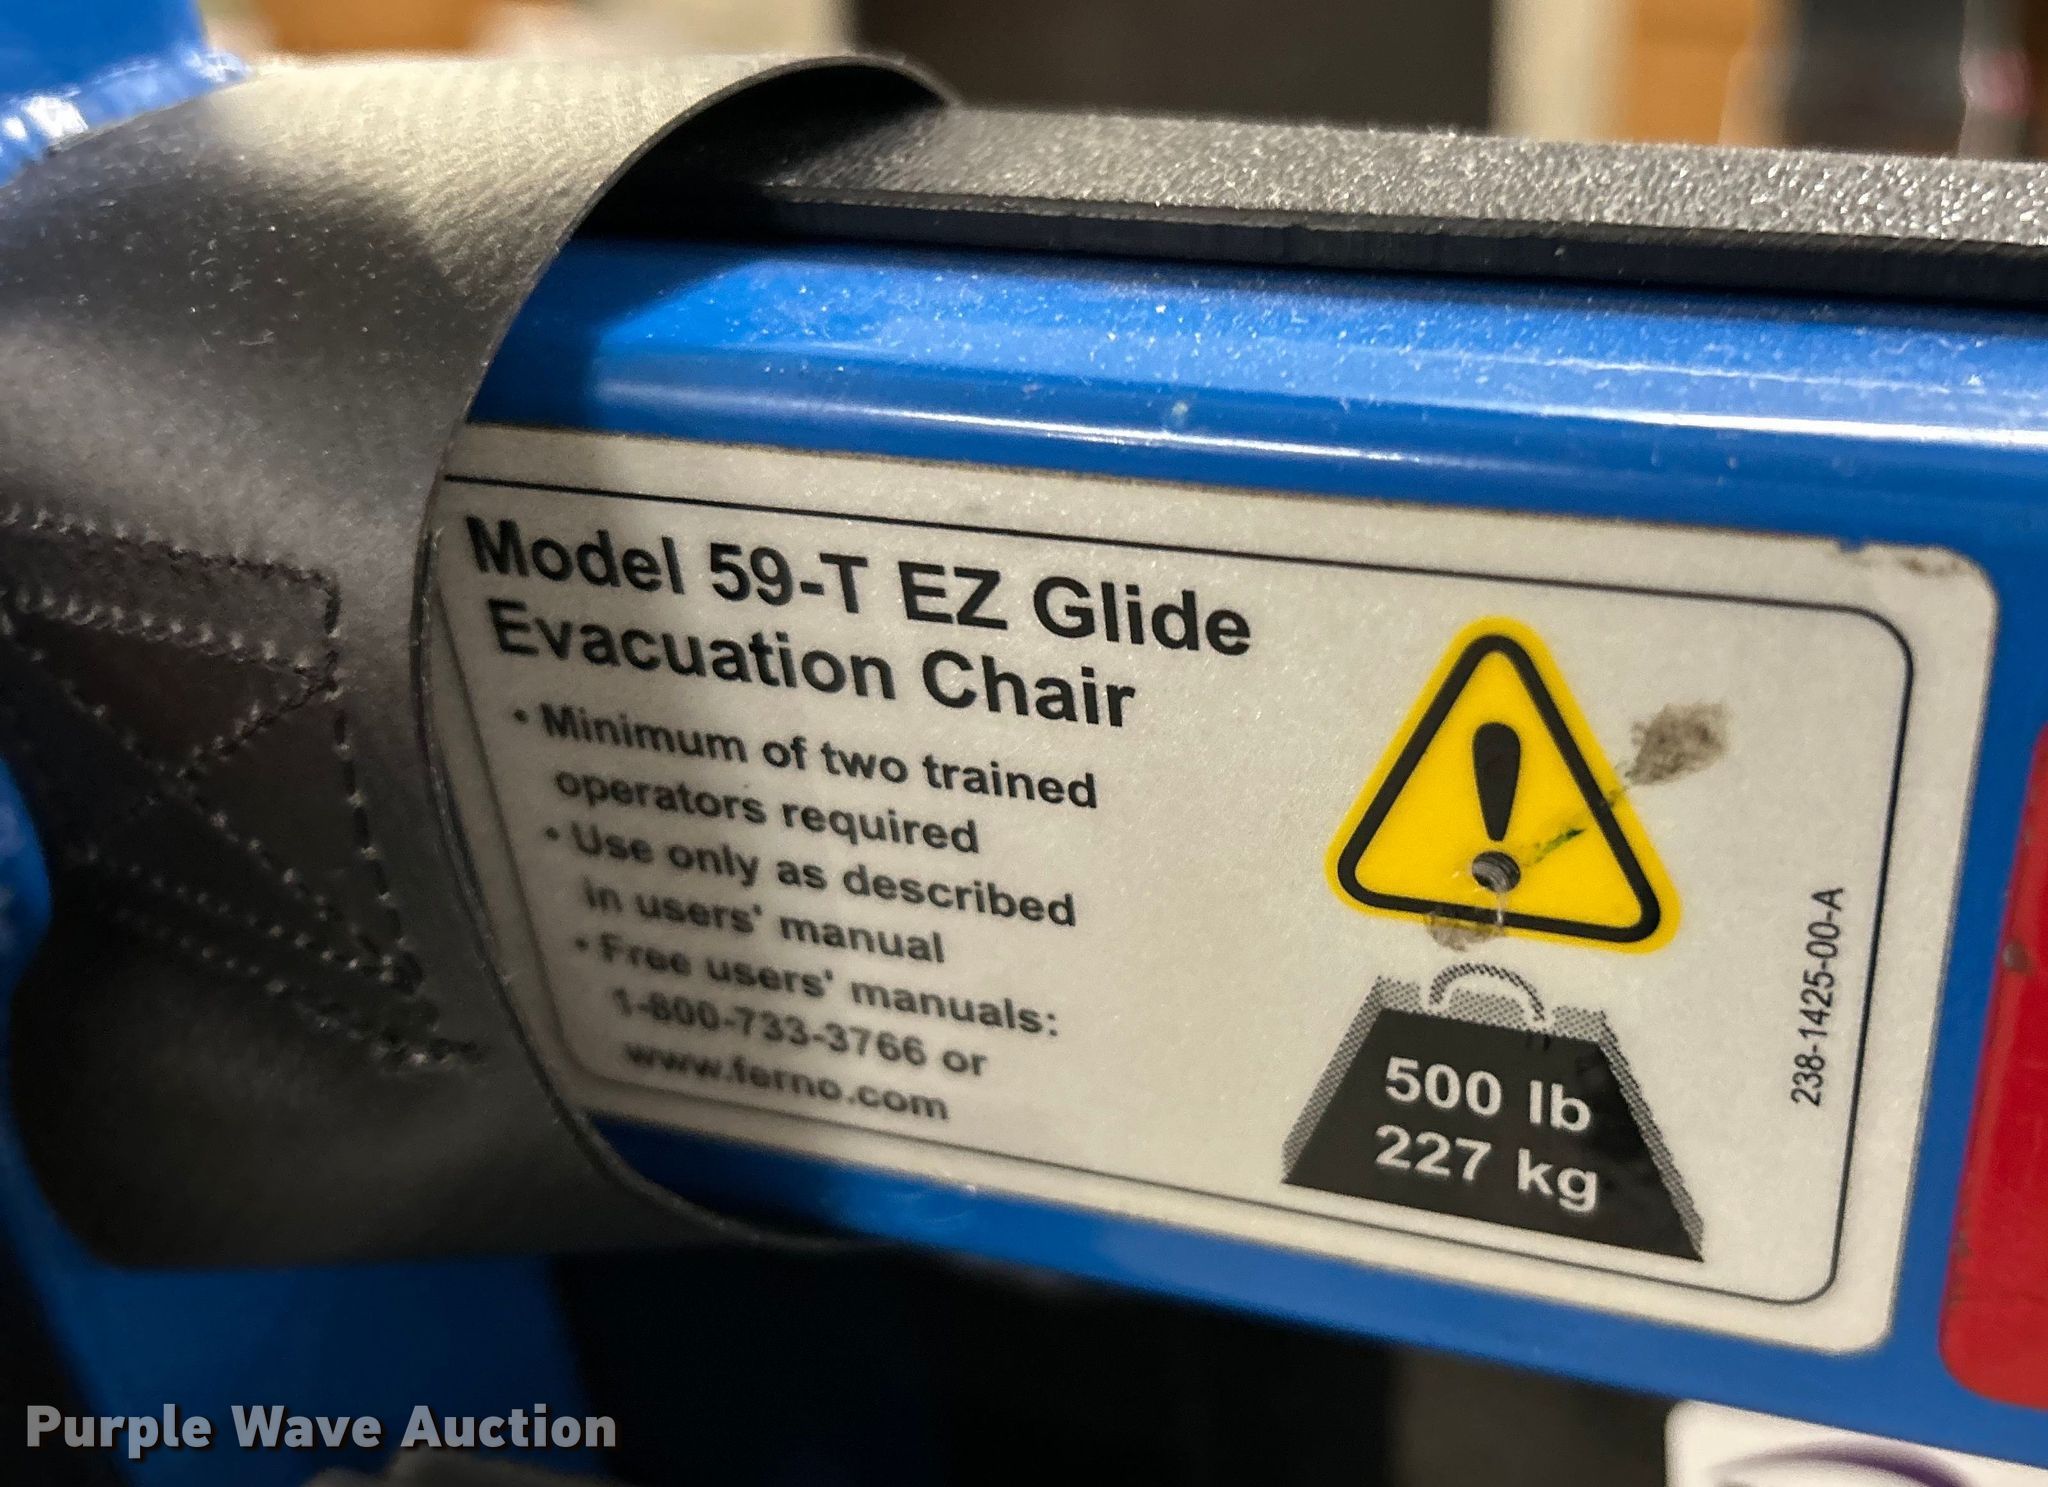 Model 59-T EZ Glide
Evacuation Chair
• Minimum of two trained
operators required
• Use only as described
in users' manual
• Free users' manuals:
1-800-733-3766 or
www.ferno.com
500 lb
227 kg
238-1425-00-A
Purple Wave Auction